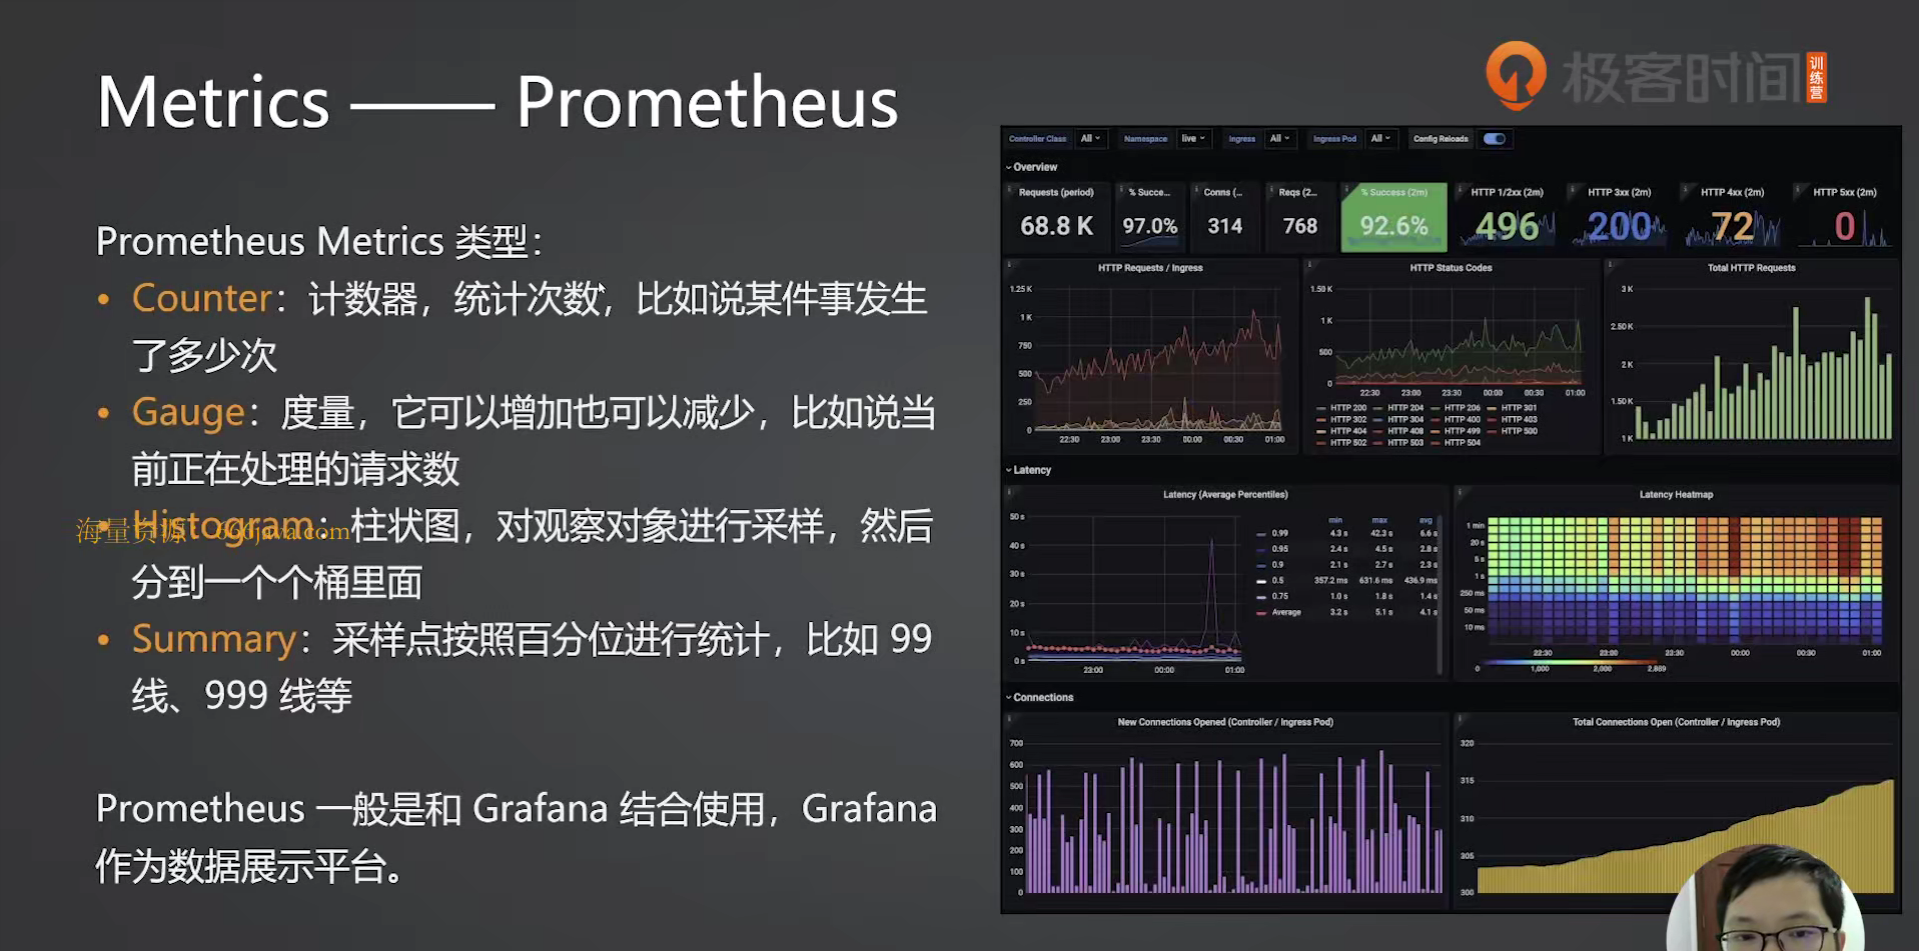 Metrics —— Prometheus
极客时间
训练营
Prometheus Metrics 类型：
• Counter：计数器，统计次数，比如说某件事发生
了多少次
• Gauge：度量，它可以增加也可以减少，比如说当
前正在处理的请求数
• Histogram：柱状图，对观察对象进行采样，然后
分到一个个桶里面
海量资源：666java.com
• Summary：采样点按照百分位进行统计，比如 99
线、999 线等
Prometheus 一般是和 Grafana 结合使用，Grafana
作为数据展示平台。
Controller Class All Namespace live Ingress All Ingress Pod All Config Reloads
Overview
Requests (period) % Succe... Conns (... Reqs (2... % Success (2m) HTTP 1/2xx (2m) HTTP 3xx (2m) HTTP 4xx (2m) HTTP 5xx (2m)
68.8 K 97.0% 314 768 92.6% 496 200 72 0
HTTP Requests / Ingress
1.25 K
1 K
750
500
250
0
22:30 23:00 23:30 00:00 00:30 01:00
HTTP Status Codes
1.50 K
1 K
500
0
22:30 23:00 23:30 00:00 00:30 01:00
HTTP 200 HTTP 204 HTTP 206 HTTP 301
HTTP 302 HTTP 304 HTTP 400 HTTP 403
HTTP 404 HTTP 408 HTTP 499 HTTP 500
HTTP 502 HTTP 503 HTTP 504
Total HTTP Requests
3 K
2.50 K
2 K
1.50 K
1 K
Latency
Latency (Average Percentiles)
50 s
40 s
30 s
20 s
10 s
0 s
23:00 00:00 01:00
min max avg
0.99 4.3 s 42.3 s 6.6 s
0.95 2.4 s 4.5 s 2.8 s
0.9 2.1 s 2.7 s 2.3 s
0.5 357.2 ms 631.6 ms 436.9 ms
0.75 1.0 s 1.8 s 1.4 s
Average 3.2 s 5.1 s 4.1 s
Latency Heatmap
1 min
20 s
5 s
1 s
250 ms
50 ms
10 ms
22:30 23:00 23:30 00:00 00:30 01:00
0 1,000 2,000 2,889
Connections
New Connections Opened (Controller / Ingress Pod)
700
600
500
400
300
200
100
0
Total Connections Open (Controller / Ingress Pod)
320
315
310
305
300